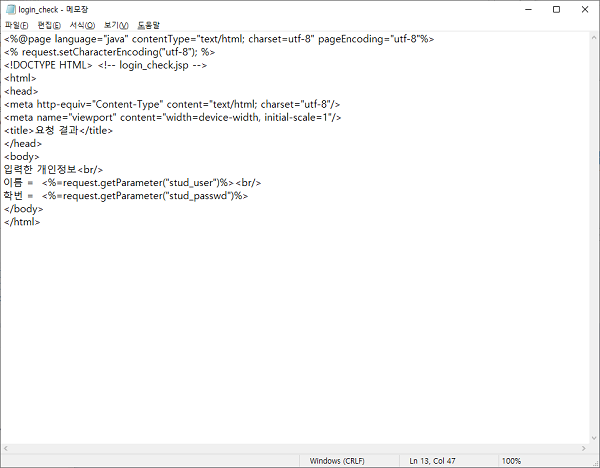 login_check - 메모장
파일(F) 편집(E) 서식(O) 보기(V) 도움말
<%@page language="java" contentType="text/html; charset=utf-8" pageEncoding="utf-8"%>
<% request.setCharacterEncoding("utf-8"); %>
<!DOCTYPE HTML> <!-- login_check.jsp -->
<html>
<head>
<meta http-equiv="Content-Type" content="text/html; charset="utf-8"/>
<meta name="viewport" content="width=device-width, initial-scale=1"/>
<title>요청 결과</title>
</head>
<body>
입력한 개인정보<br/>
이름 = <%=request.getParameter("stud_user")%><br/>
학번 = <%=request.getParameter("stud_passwd")%>
</body>
</html>
Windows (CRLF) Ln 13, Col 47 100%